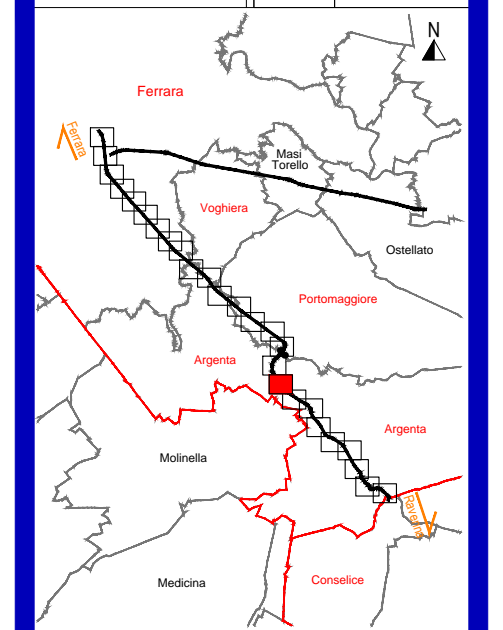 N
Ferrara
Ferrara
Masi
Torello
Voghiera
Ostellato
Portomaggiore
Argenta
Argenta
Molinella
Ravenna
Medicina
Conselice